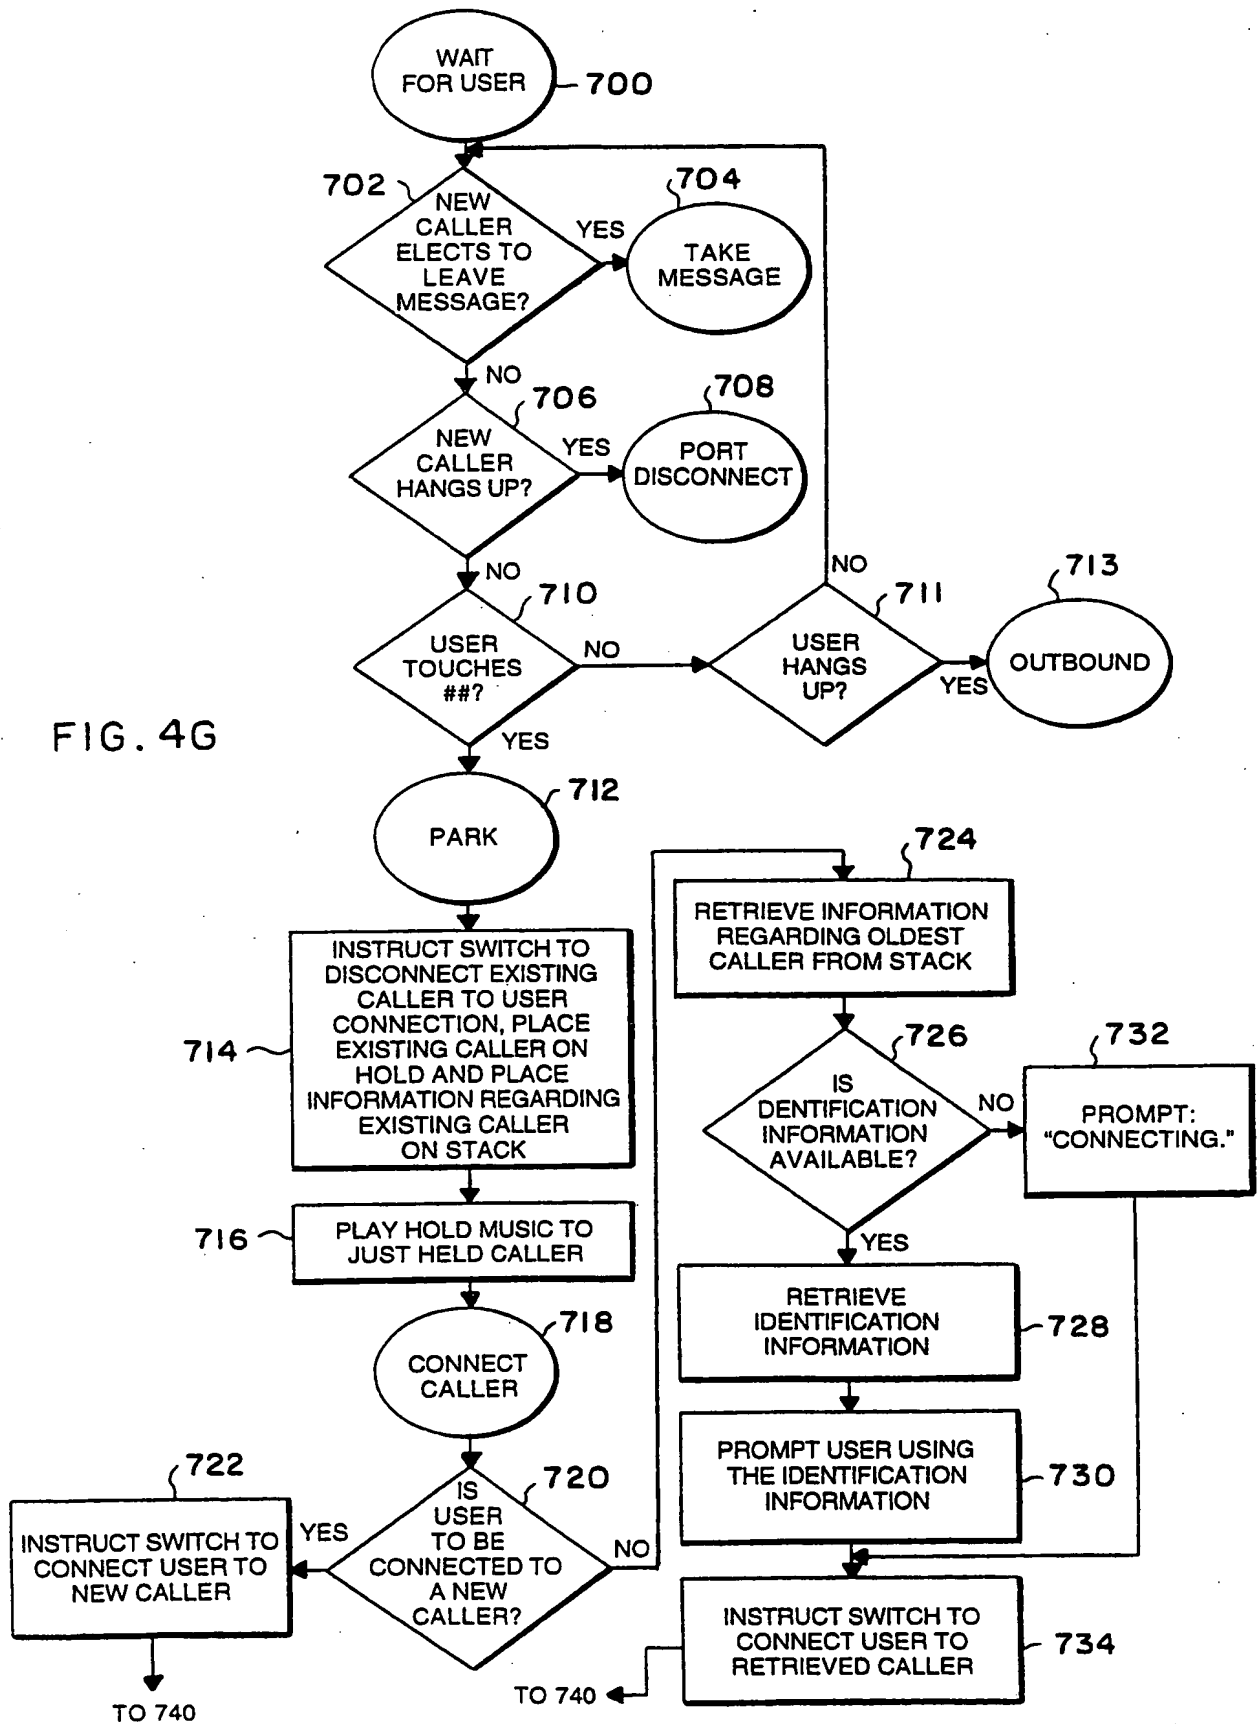 WAIT
FOR USER
700
702
NEW
CALLER
ELECTS TO
LEAVE
MESSAGE?
YES
704
TAKE
MESSAGE
NO
706
NEW
CALLER
HANGS UP?
YES
708
PORT
DISCONNECT
NO
710
USER
TOUCHES
##?
NO
711
USER
HANGS
UP?
NO
YES
713
OUTBOUND
FIG. 4G
YES
712
PARK
714
INSTRUCT SWITCH TO
DISCONNECT EXISTING
CALLER TO USER
CONNECTION, PLACE
EXISTING CALLER ON
HOLD AND PLACE
INFORMATION REGARDING
EXISTING CALLER
ON STACK
716
PLAY HOLD MUSIC TO
JUST HELD CALLER
718
CONNECT
CALLER
720
IS
USER
TO BE
CONNECTED TO
A NEW
CALLER?
YES
NO
722
INSTRUCT SWITCH TO
CONNECT USER TO
NEW CALLER
TO 740
724
RETRIEVE INFORMATION
REGARDING OLDEST
CALLER FROM STACK
726
IS
DENTIFICATION
INFORMATION
AVAILABLE?
NO
732
PROMPT:
"CONNECTING."
YES
RETRIEVE
IDENTIFICATION
INFORMATION
728
PROMPT USER USING
THE IDENTIFICATION
INFORMATION
730
INSTRUCT SWITCH TO
CONNECT USER TO
RETRIEVED CALLER
734
TO 740